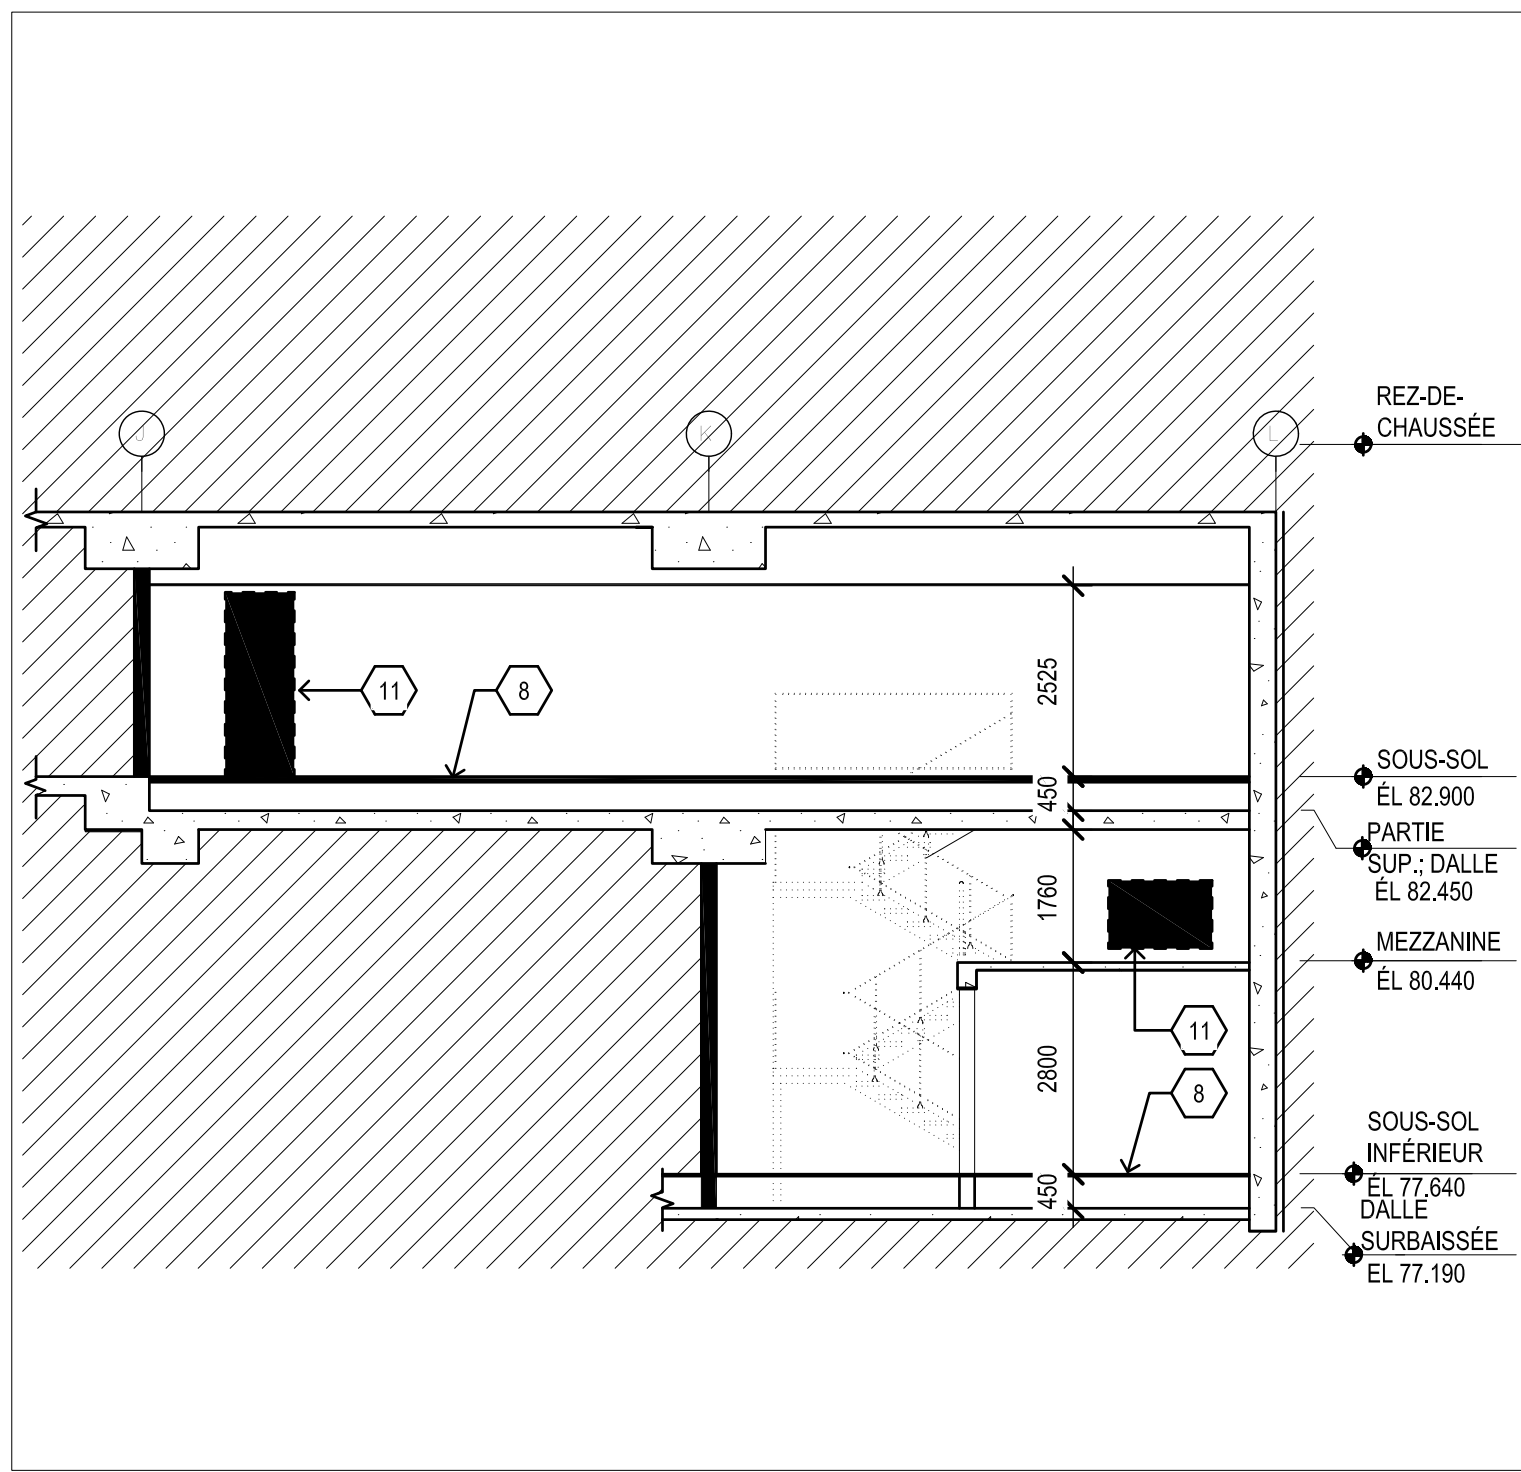 REZ-DE-
CHAUSSÉE
J
K
L
11
8
2525
450
1760
2800
450
11
8
SOUS-SOL
ÉL 82.900
PARTIE
SUP.; DALLE
ÉL 82.450
MEZZANINE
ÉL 80.440
SOUS-SOL
INFÉRIEUR
ÉL 77.640
DALLE
SURBAISSÉE
EL 77.190